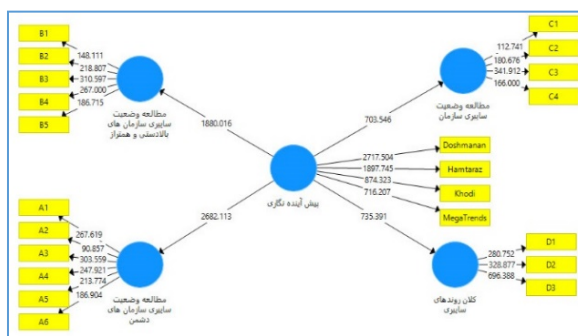 B1
B2
B3
B4
B5
148.111
218.807
310.597
267.000
186.715
مطالعه وضعیت
سایبری سازمان های
بالادستی و همتراز
1880.016
C1
C2
C3
C4
112.741
180.676
341.912
166.000
مطالعه وضعیت
سایبری سازمان
703.546
پیش آینده نگاری
2717.504
1897.745
874.323
716.207
Doshmanan
Hamtaraz
Khodi
MegaTrends
2682.113
735.391
A1
A2
A3
A4
A5
A6
267.619
90.857
303.559
247.921
213.774
186.904
مطالعه وضعیت
سایبری سازمان های
دشمن
D1
D2
D3
280.752
328.877
696.388
کلان روندهای
سایبری